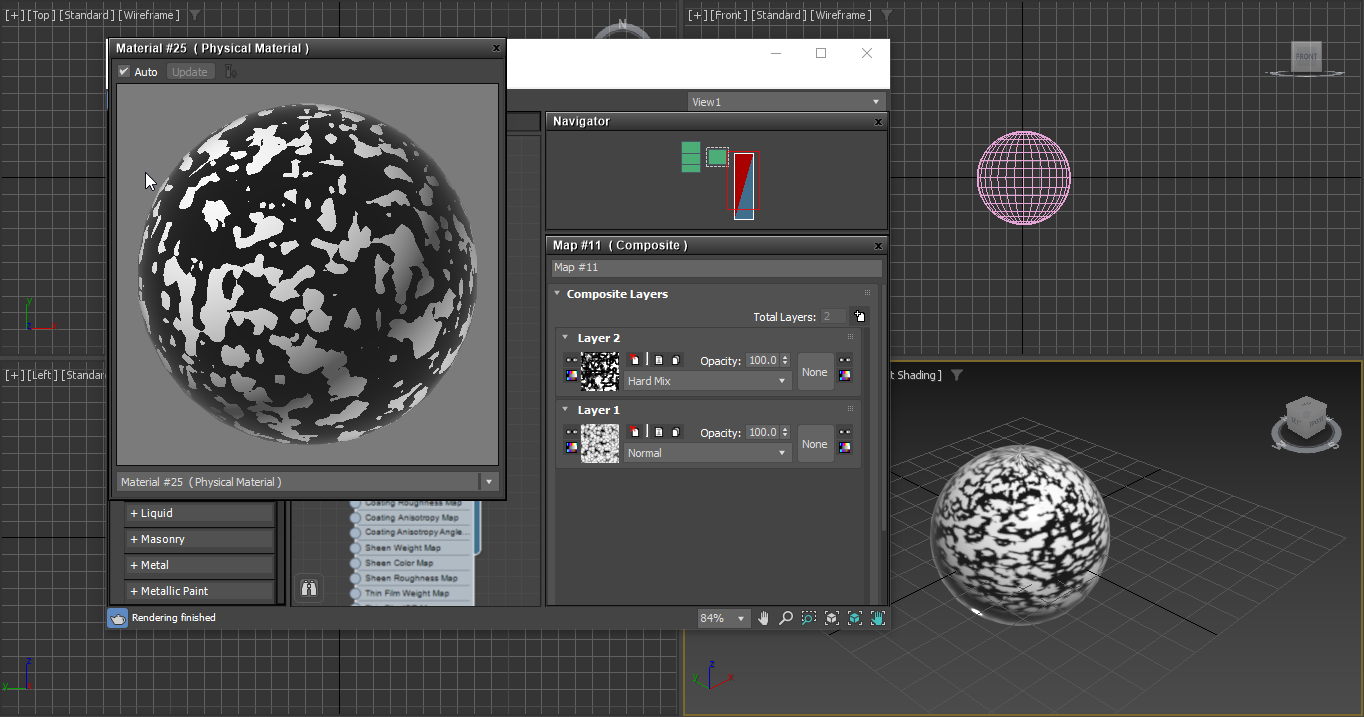 [+] [Top ] [Standard ] [Wireframe ]
[+] [Front ] [Standard ] [Wireframe ]
N
FRONT
Material #25 ( Physical Material )
Auto
Update
View1
Navigator
Map #11 ( Composite )
Map #11
Composite Layers
Total Layers: 2
Layer 2
Opacity: 100.0
Hard Mix
None
Layer 1
Opacity: 100.0
Normal
None
y
[+] [Left ] [Standar
t Shading ]
Material #25 ( Physical Material )
+ Liquid
+ Masonry
+ Metal
+ Metallic Paint
Coating Roughness Map
Coating Anisotropy Map
Coating Anisotropy Angle...
Sheen Weight Map
Sheen Color Map
Sheen Roughness Map
Thin Film Weight Map
Rendering finished
84%
z
y
z
y
x